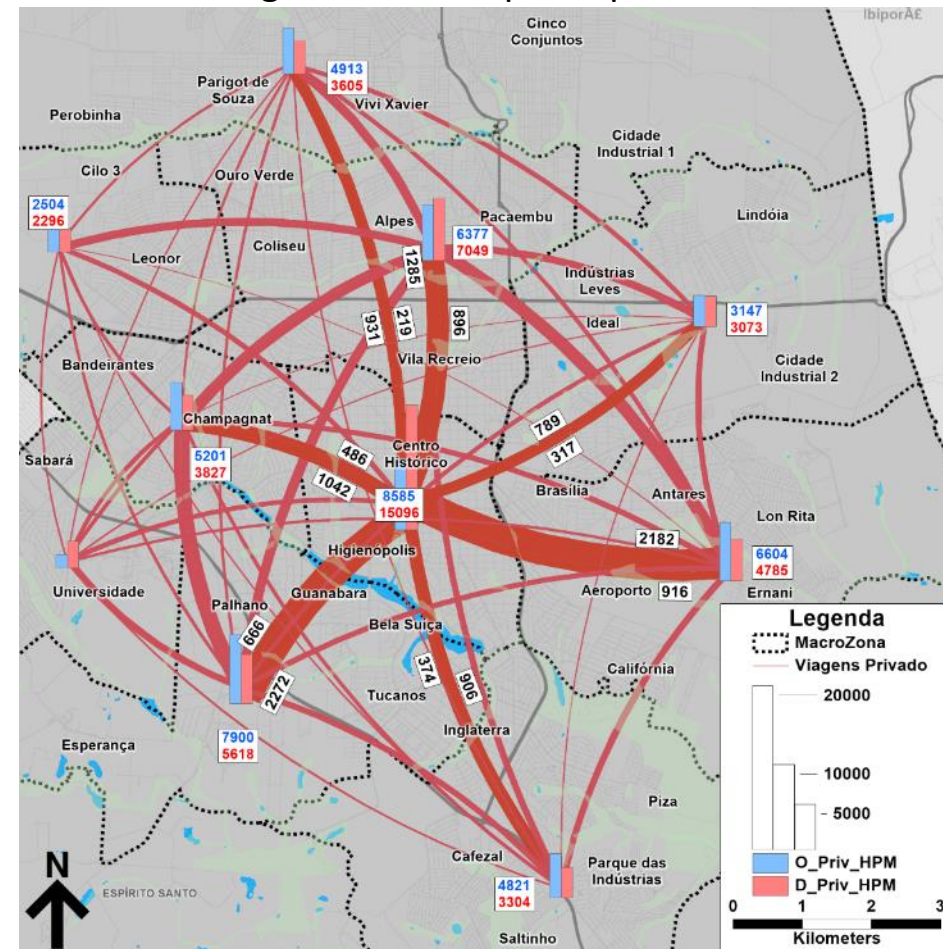 IbiporÃ£
Cinco
Conjuntos
4913
3605
Parigot de
Souza
Vivi Xavier
Perobinha
Cidade
Industrial 1
Cilo 3
Ouro Verde
2504
2296
Alpes
Pacaembu
Lindóia
6377
7049
Leonor
Coliseu
1285
Indústrias
Leves
896
931
219
3147
3073
Ideal
Vila Recreio
Bandeirantes
Cidade
Industrial 2
Champagnat
789
317
Centro
Histórico
486
1042
5201
3827
Sabará
8585
15096
Brasília
Antares
Lon Rita
2182
Higienópolis
6604
4785
Universidade
Guanabara
Aeroporto
916
Ernani
Palhano
666
Bela Suiça
374
906
2272
Tucanos
Califórnia
Inglaterra
7900
5618
Esperança
Piza
Cafezal
Parque das
Indústrias
4821
3304
N
ESPÍRITO SANTO
Saltinho
Legenda
MacroZona
Viagens Privado
20000
10000
5000
O_Priv_HPM
D_Priv_HPM
0 1 2 3
Kilometers